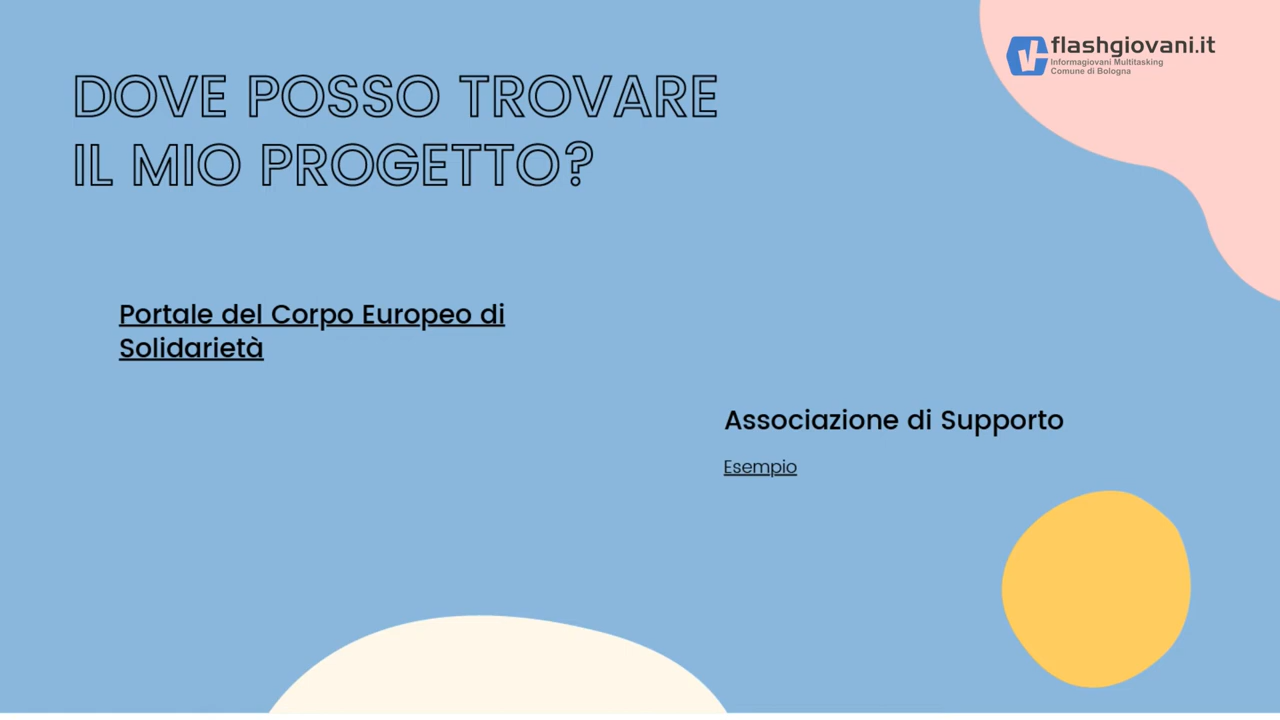 flashgiovani.it
Informagiovani Multitasking
Comune di Bologna
DOVE POSSO TROVARE
IL MIO PROGETTO?
Portale del Corpo Europeo di
Solidarietà
Associazione di Supporto
Esempio